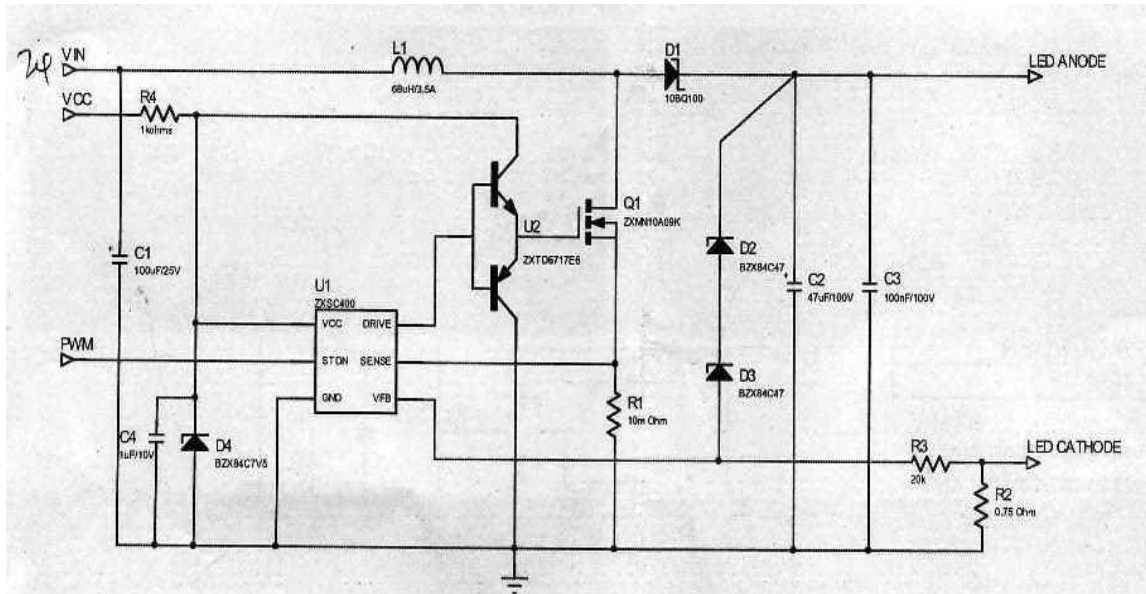 24
VIN
L1
68uH/3.5A
D1
10BQ100
LED ANODE
VCC
R4
1kohms
Q1
ZXMN10A09K
U2
ZXTD6717E6
C1
100uF/25V
D2
BZX84C47
C2
47uF/100V
C3
100nF/100V
U1
ZXSC400
VCC DRIVE
PWM
STDN SENSE
GND VFB
D3
BZX84C47
R1
10m Ohm
C4
1uF/10V
D4
BZX84C7V5
R3
20k
LED CATHODE
R2
0.75 Ohm